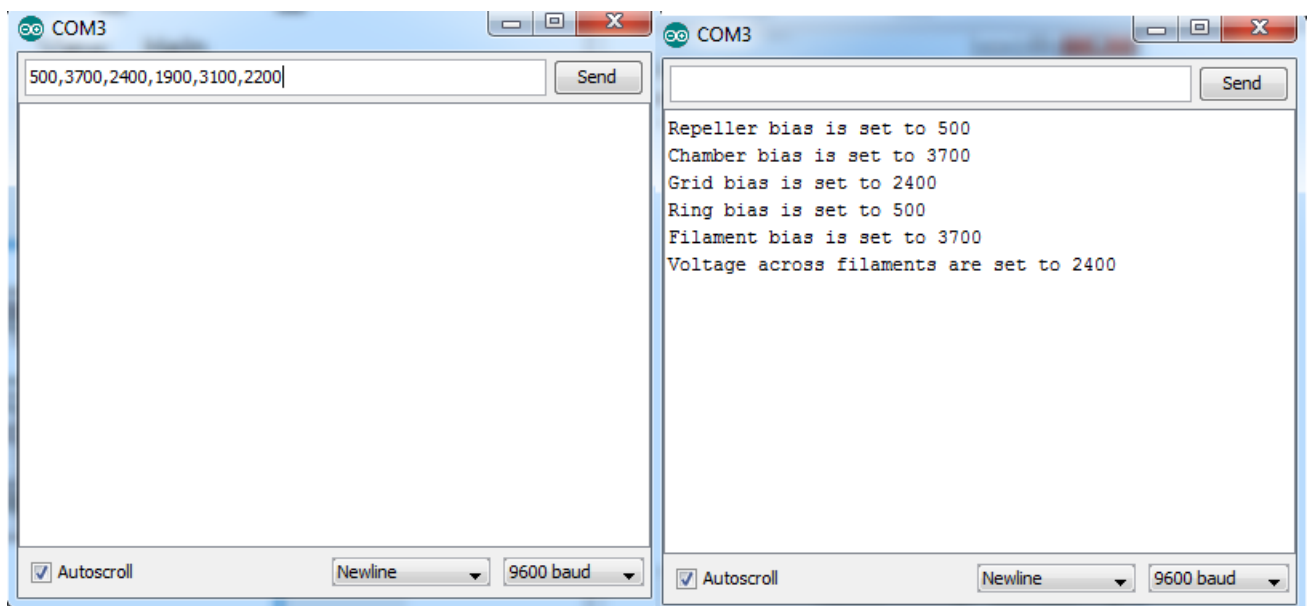 COM3
500,3700,2400,1900,3100,2200
Send
Autoscroll
Newline
9600 baud
COM3
Send
Repeller bias is set to 500
Chamber bias is set to 3700
Grid bias is set to 2400
Ring bias is set to 500
Filament bias is set to 3700
Voltage across filaments are set to 2400
Autoscroll
Newline
9600 baud